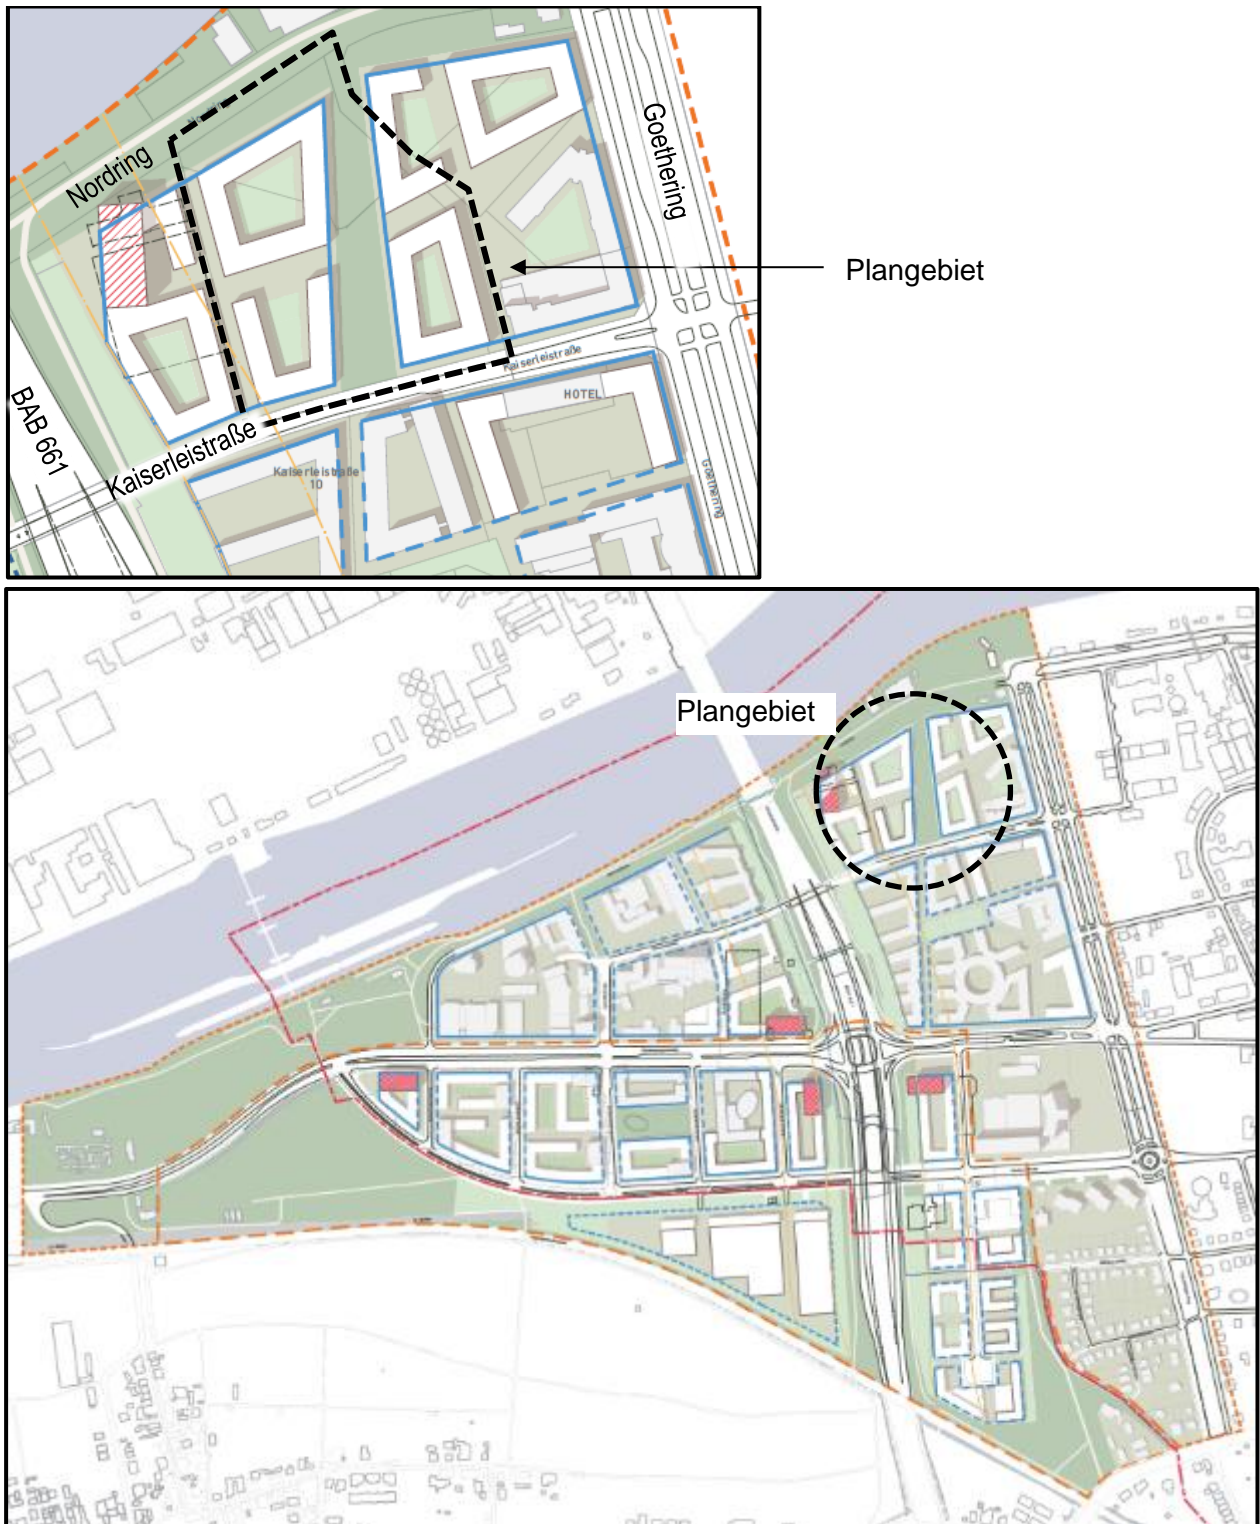 Nordring
Goethering
Plangebiet
Kaiserleistraße
HOTEL
BAB 661
Kaiserleistraße
Kaiserleistraße
10
Goethering
Plangebiet